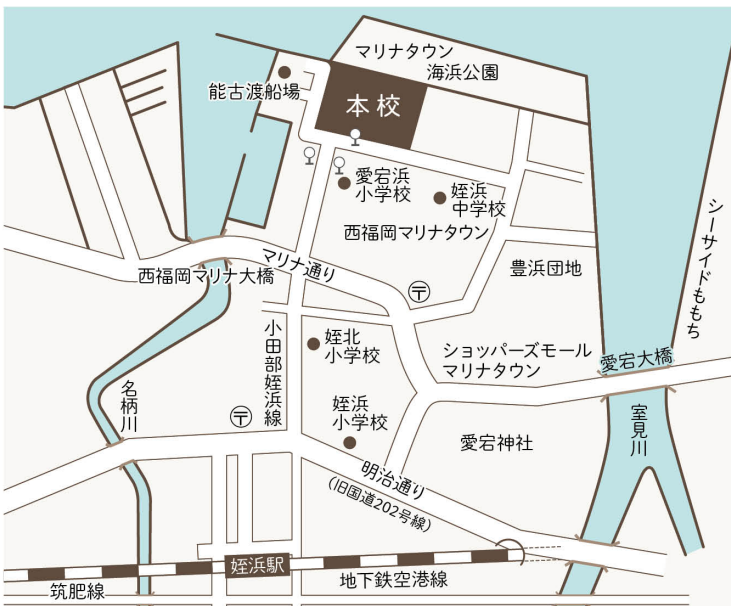 マリナタウン
海浜公園
能古渡船場
本校
愛宕浜
小学校
姪浜
中学校
西福岡マリナタウン
シーサイドももち
豊浜団地
マリナ通り
西福岡マリナ大橋
〒
小田部姪浜線
姪北
小学校
ショッパーズモール
マリナタウン
愛宕大橋
名柄川
〒
姪浜
小学校
愛宕神社
室見川
明治通り
(旧国道202号線)
姪浜駅
地下鉄空港線
筑肥線